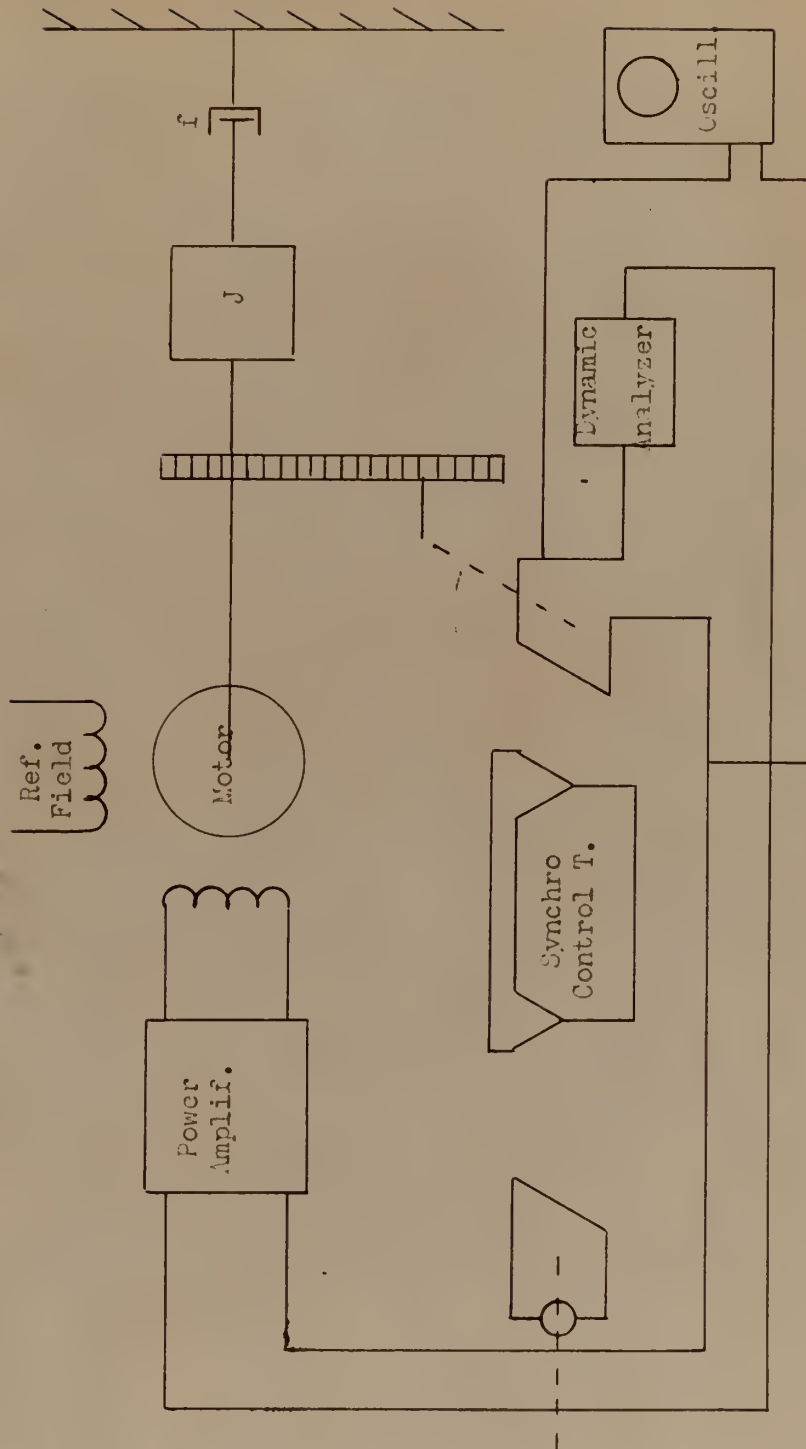 Ref.
Field
Motor
J
f
Power
Amplif.
Synchro
Control T.
Dynamic
Analyzer
Oscill